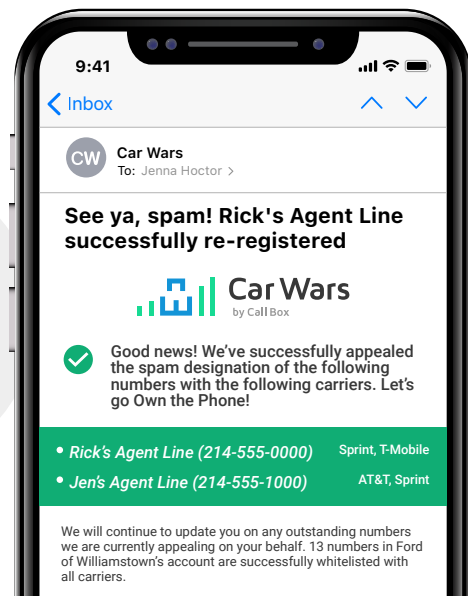 9:41
Inbox
CW
Car Wars
To: Jenna Hoctor >
See ya, spam! Rick's Agent Line
successfully re-registered
Car Wars
by Call Box
Good news! We've successfully appealed
the spam designation of the following
numbers with the following carriers. Let's
go Own the Phone!
• Rick's Agent Line (214-555-0000) Sprint, T-Mobile
• Jen's Agent Line (214-555-1000) AT&T, Sprint
We will continue to update you on any outstanding numbers
we are currently appealing on your behalf. 13 numbers in Ford
of Williamstown's account are successfully whitelisted with
all carriers.